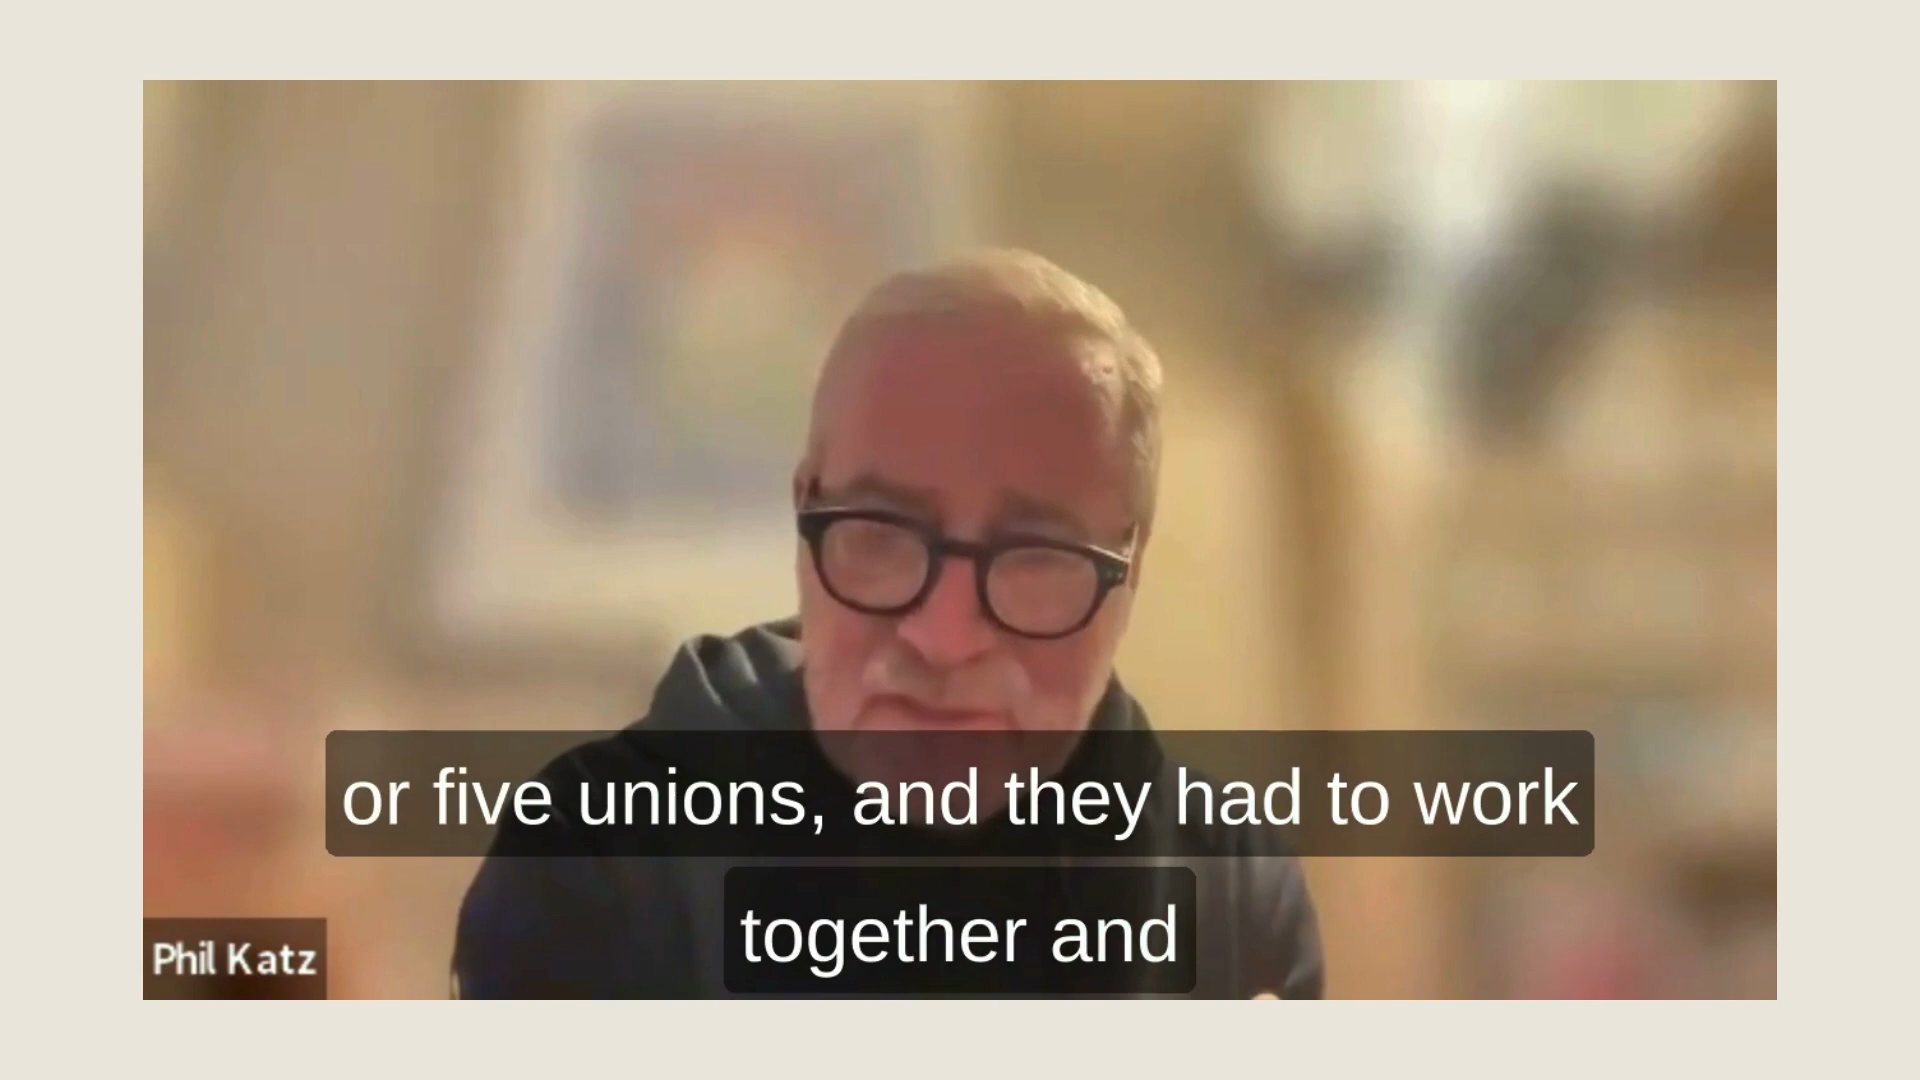 or five unions, and they had to work
together and
Phil Katz